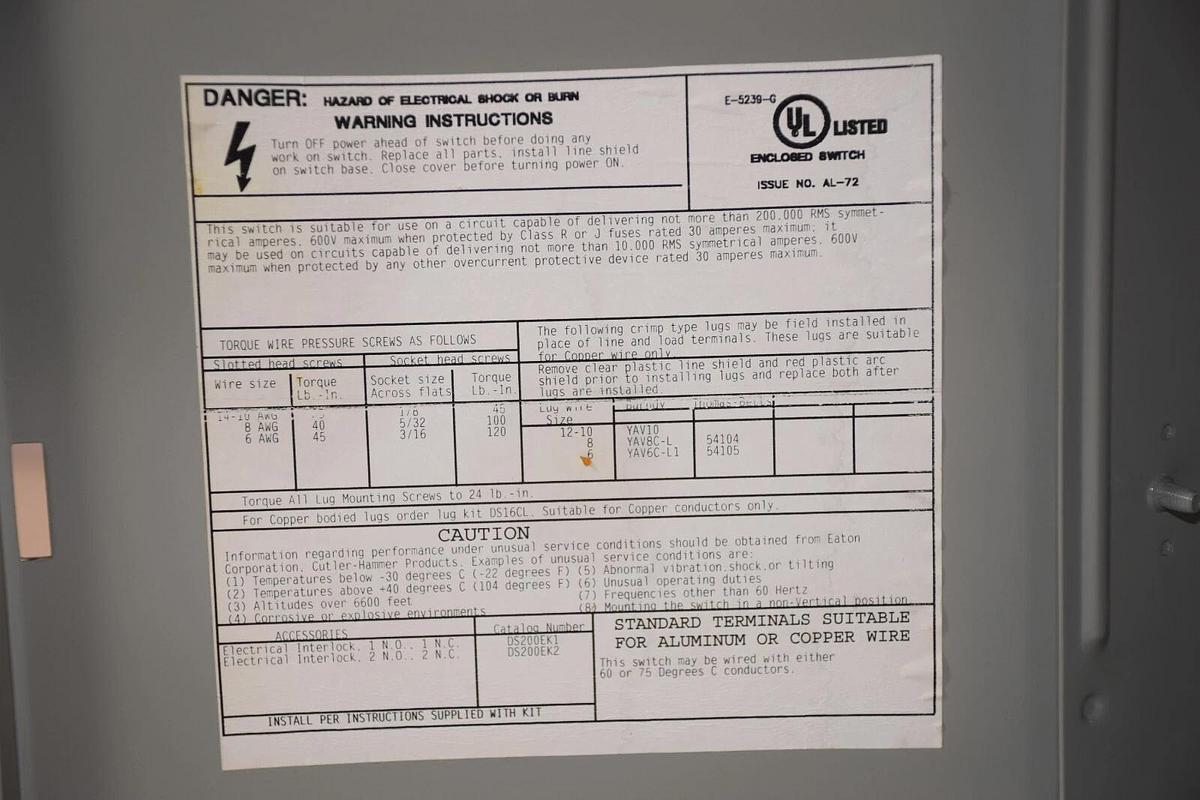 DANGER: HAZARD OF ELECTRICAL SHOCK OR BURN
WARNING INSTRUCTIONS
Turn OFF power ahead of switch before doing any
work on switch. Replace all parts, install line shield
on switch base. Close cover before turning power ON.
E-5239-G
UL LISTED
ENCLOSED SWITCH
ISSUE NO. AL-72
This switch is suitable for use on a circuit capable of delivering not more than 200.000 RMS symmet-
rical amperes. 600V maximum when protected by Class R or J fuses rated 30 amperes maximum; it
may be used on circuits capable of delivering not more than 10.000 RMS symmetrical amperes. 600V
maximum when protected by any other overcurrent protective device rated 30 amperes maximum.
TORQUE WIRE PRESSURE SCREWS AS FOLLOWS
Slotted head screws Socket head screws
Wire size Torque Lb.-In. Socket size Across flats Torque Lb.-In.
14-10 AWG 1/8 45
8 AWG 40 5/32 100
6 AWG 45 3/16 120
The following crimp type lugs may be field installed in
place of line and load terminals. These lugs are suitable
for Copper wire only.
Remove clear plastic line shield and red plastic arc
shield prior to installing lugs and replace both after
lugs are installed
Lug Wire Size Burndy Thomas-Betts
12-10 YAV10
8 YAV8C-L 54104
6 YAV6C-L1 54105
Torque All Lug Mounting Screws to 24 lb.-in.
For Copper bodied lugs order lug kit DS16CL. Suitable for Copper conductors only.
CAUTION
Information regarding performance under unusual service conditions should be obtained from Eaton
Corporation, Cutler-Hammer Products. Examples of unusual service conditions are:
(1) Temperatures below -30 degrees C (-22 degrees F) (5) Abnormal vibration,shock,or tilting
(2) Temperatures above +40 degrees C (104 degrees F) (6) Unusual operating duties
(3) Altitudes over 6600 feet (7) Frequencies other than 60 Hertz
(4) Corrosive or explosive environments (8) Mounting the switch in a non-Vertical position
ACCESSORIES Catalog Number
Electrical Interlock. 1 N.O.. 1 N.C. DS200EK1
Electrical Interlock. 2 N.O.. 2 N.C. DS200EK2
INSTALL PER INSTRUCTIONS SUPPLIED WITH KIT
STANDARD TERMINALS SUITABLE
FOR ALUMINUM OR COPPER WIRE
This switch may be wired with either
60 or 75 Degrees C conductors.